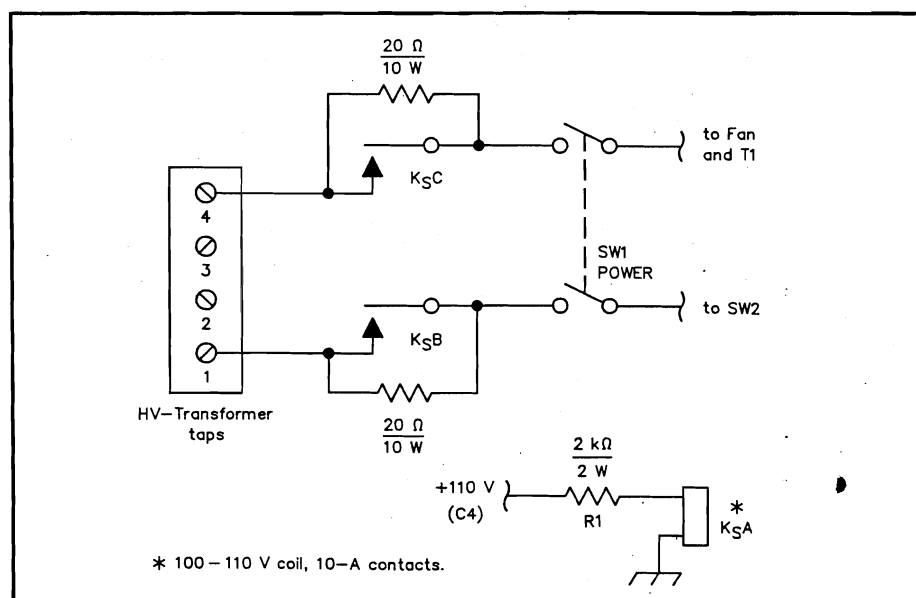 20 Ω
10 W
KSC
to Fan
and T1
4
3
2
1
SW1
POWER
KSB
to SW2
HV-Transformer
taps
20 Ω
10 W
2 kΩ
2 W
+110 V
(C4)
R1
*
KSA
* 100-110 V coil, 10-A contacts.